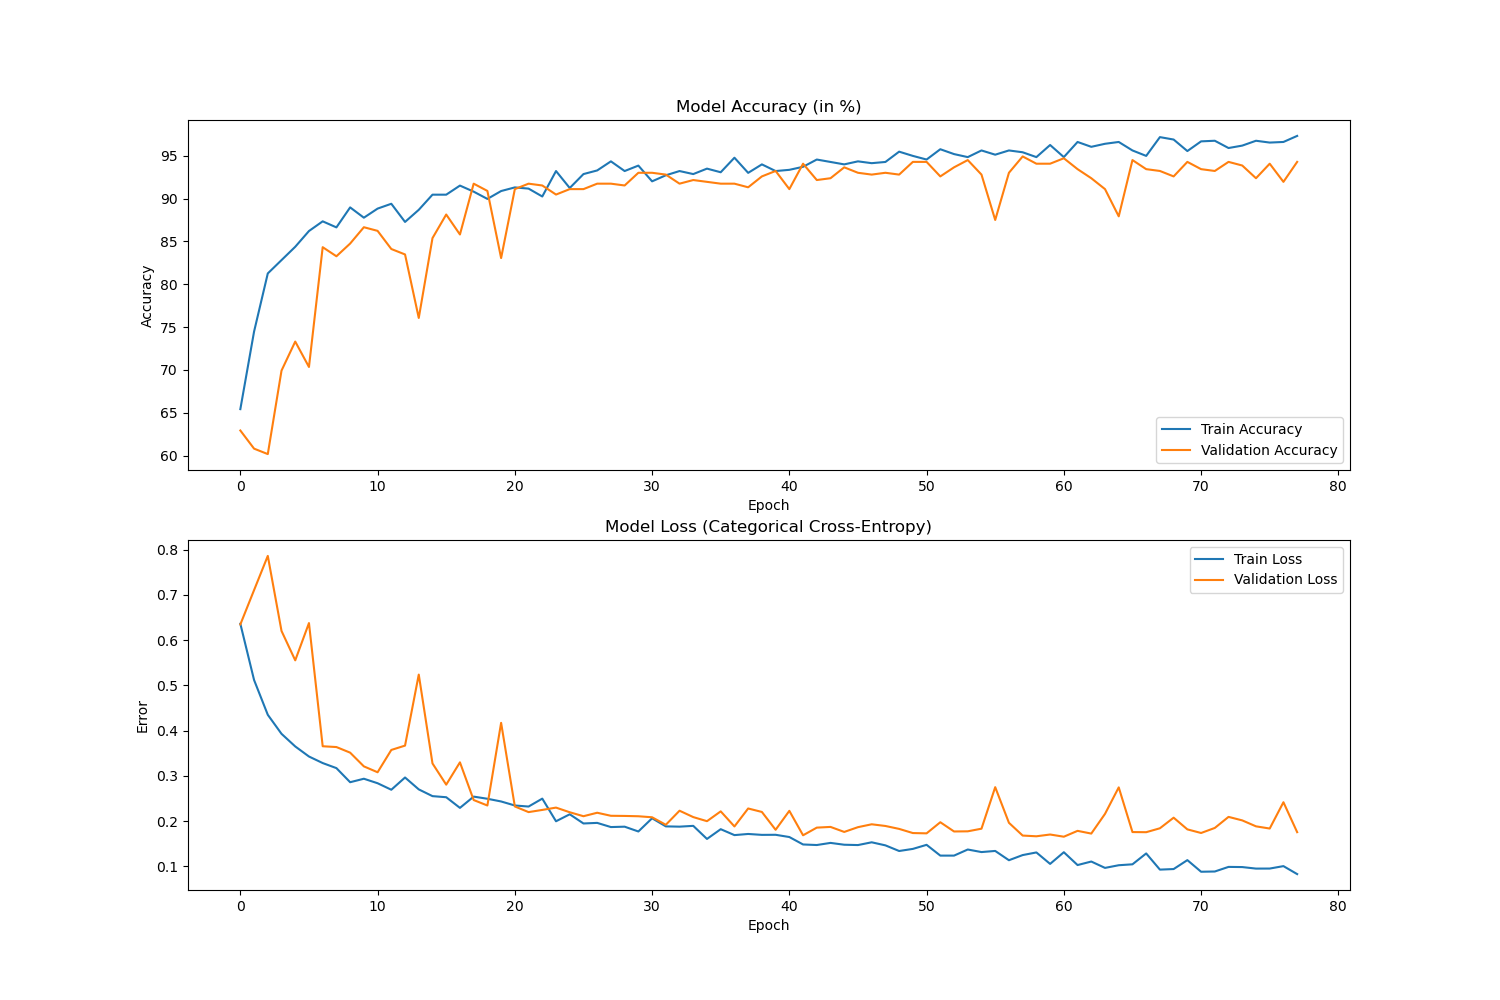 Model Accuracy (in %)
Accuracy
95
90
85
80
75
70
65
60
Train Accuracy
Validation Accuracy
0 10 20 30 40 50 60 70 80
Epoch
Model Loss (Categorical Cross-Entropy)
Error
0.8
0.7
0.6
0.5
0.4
0.3
0.2
0.1
Train Loss
Validation Loss
0 10 20 30 40 50 60 70 80
Epoch